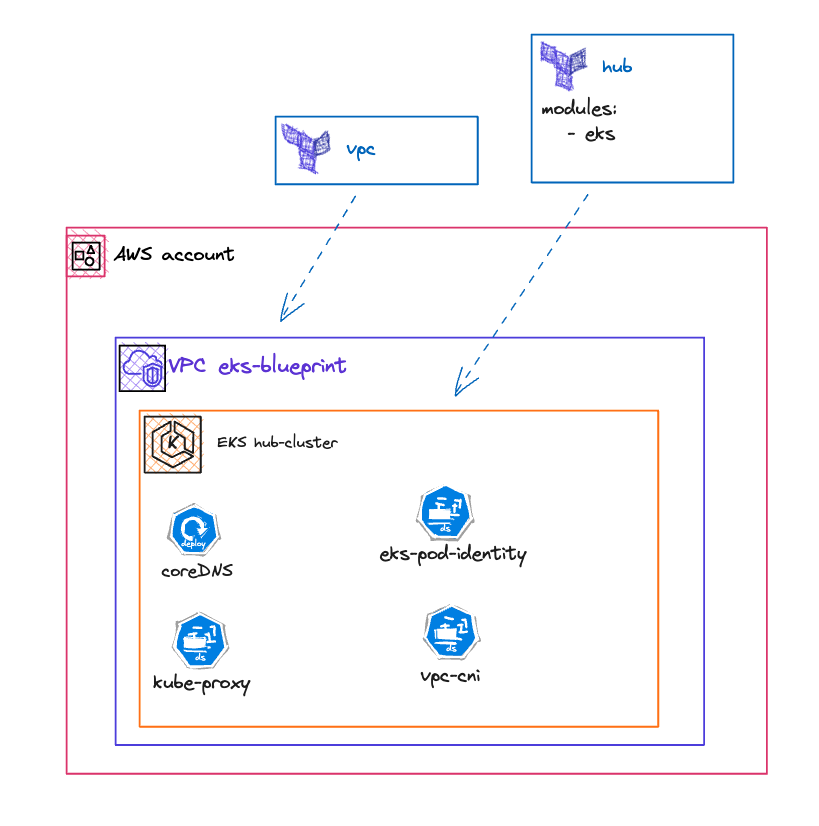 hub
modules:
- eks
vpc
AWS account
VPC eks-blueprint
K
EKS hub-cluster
deploy
coreDNS
ds
eks-pod-identity
ds
kube-proxy
ds
vpc-cni